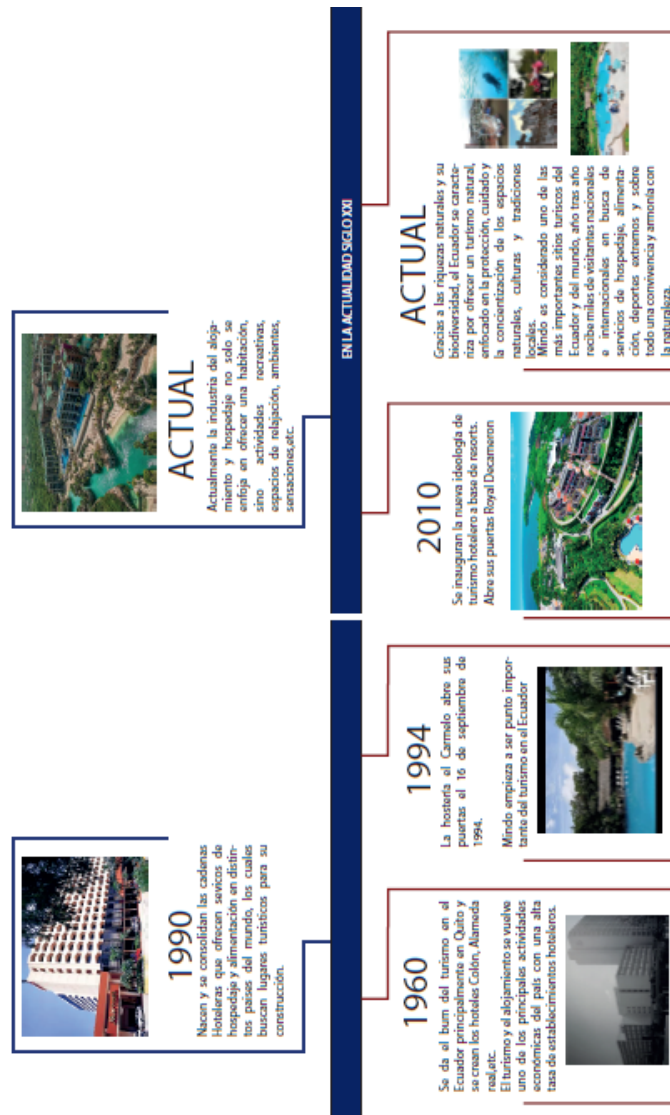 1990
Nacen y se consolidan las cadenas
Hoteleras que ofrecen sevicos de
hospedaje y alimentación en distin-
tos países del mundo, los cuales
buscan lugares turísticos para su
construcción.
ACTUAL
Actualmente la industria del aloja-
miento y hospedaje no solo se
enfoja en ofrecer una habitación,
sino actividades recreativas,
espacios de relajación, ambientes,
sensaciones,etc.
EN LA ACTUALIDAD SIGLO XXI
1960
Se da el bum del turismo en el
Ecuador principalmente en Quito y
se crean los hoteles Colón, Alameda
real,etc.
El turismo y el alojamiento se vuelve
uno de los principales actividades
económicas del país con una alta
tasa de establecimientos hoteleros.
1994
La hostería el Carmelo abre sus
puertas el 16 de septiembre de
1994.
Mindo empieza a ser punto impor-
tante del turismo en el Ecuador
2010
Se inauguran la nueva ideología de
turismo hotelero a base de resorts.
Abre sus puertas Royal Decameron
ACTUAL
Gracias a las riquezas naturales y su
biodiversidad, el Ecuador se caracte-
riza por ofrecer un turismo natural,
enfocado en la protección, cuidado y
la concientización de los espacios
naturales, culturas y tradiciones
locales.
Mindo es considerado uno de las
más importantes sitios turiscos del
Ecuador y del mundo, año tras año
recibe miles de visitantes nacionales
e internacionales en busca de
servicios de hospedaje, alimenta-
ción, deportes extremos y sobre
todo una convivencia y armonía con
la naturaleza.